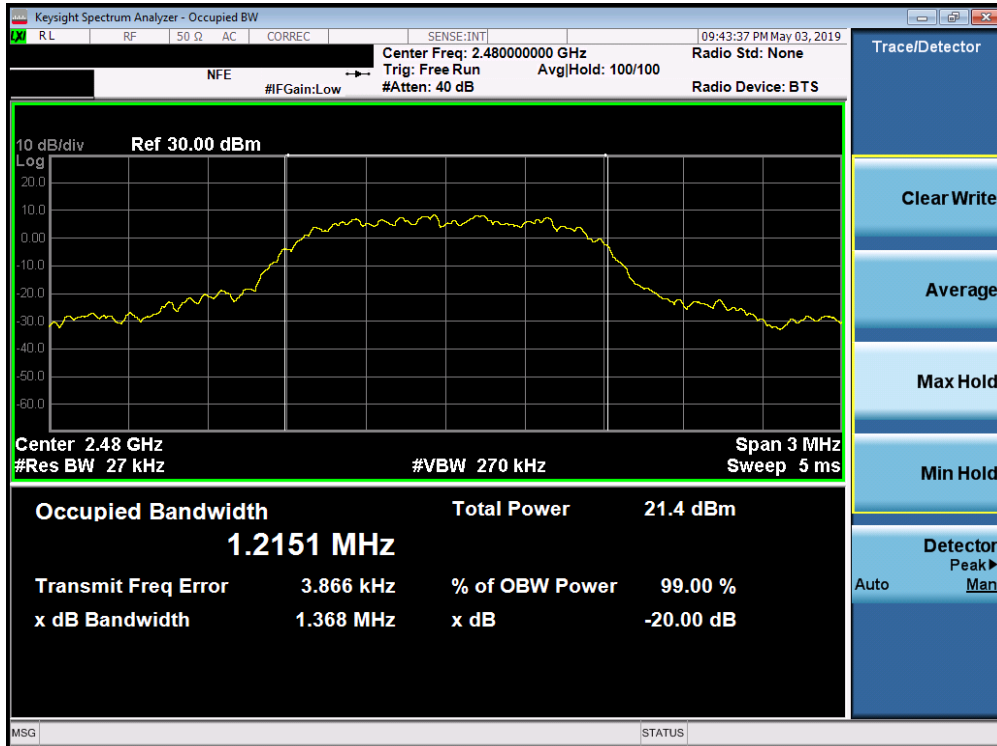 Keysight Spectrum Analyzer - Occupied BW
LXI RL RF 50 Ω AC CORREC SENSE:INT 09:43:37 PM May 03, 2019
Center Freq: 2.480000000 GHz Radio Std: None
NFE Trig: Free Run Avg|Hold: 100/100
#IFGain:Low #Atten: 40 dB Radio Device: BTS
Trace/Detector
10 dB/div Ref 30.00 dBm
Log
20.0
10.0
0.00
-10.0
-20.0
-30.0
-40.0
-50.0
-60.0
Center 2.48 GHz Span 3 MHz
#Res BW 27 kHz #VBW 270 kHz Sweep 5 ms
Occupied Bandwidth Total Power 21.4 dBm
1.2151 MHz
Transmit Freq Error 3.866 kHz % of OBW Power 99.00 %
x dB Bandwidth 1.368 MHz x dB -20.00 dB
Clear Write
Average
Max Hold
Min Hold
Detector
Peak▶
Auto Man
MSG STATUS